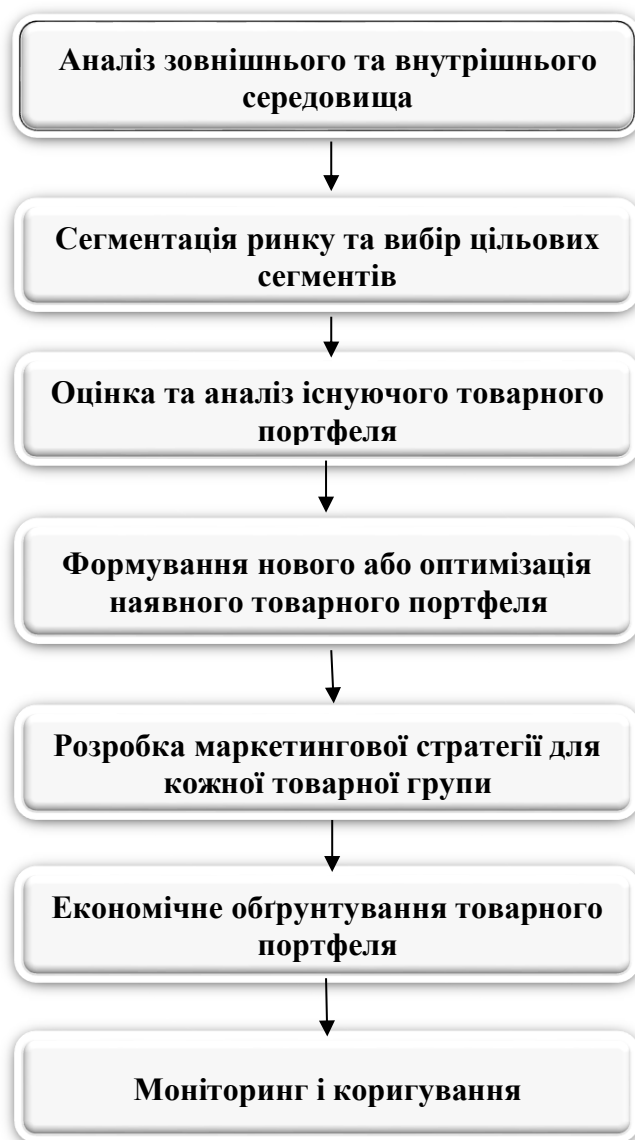 Аналіз зовнішнього та внутрішнього
середовища
Сегментація ринку та вибір цільових
сегментів
Оцінка та аналіз існуючого товарного
портфеля
Формування нового або оптимізація
наявного товарного портфеля
Розробка маркетингової стратегії для
кожної товарної групи
Економічне обґрунтування товарного
портфеля
Моніторинг і коригування